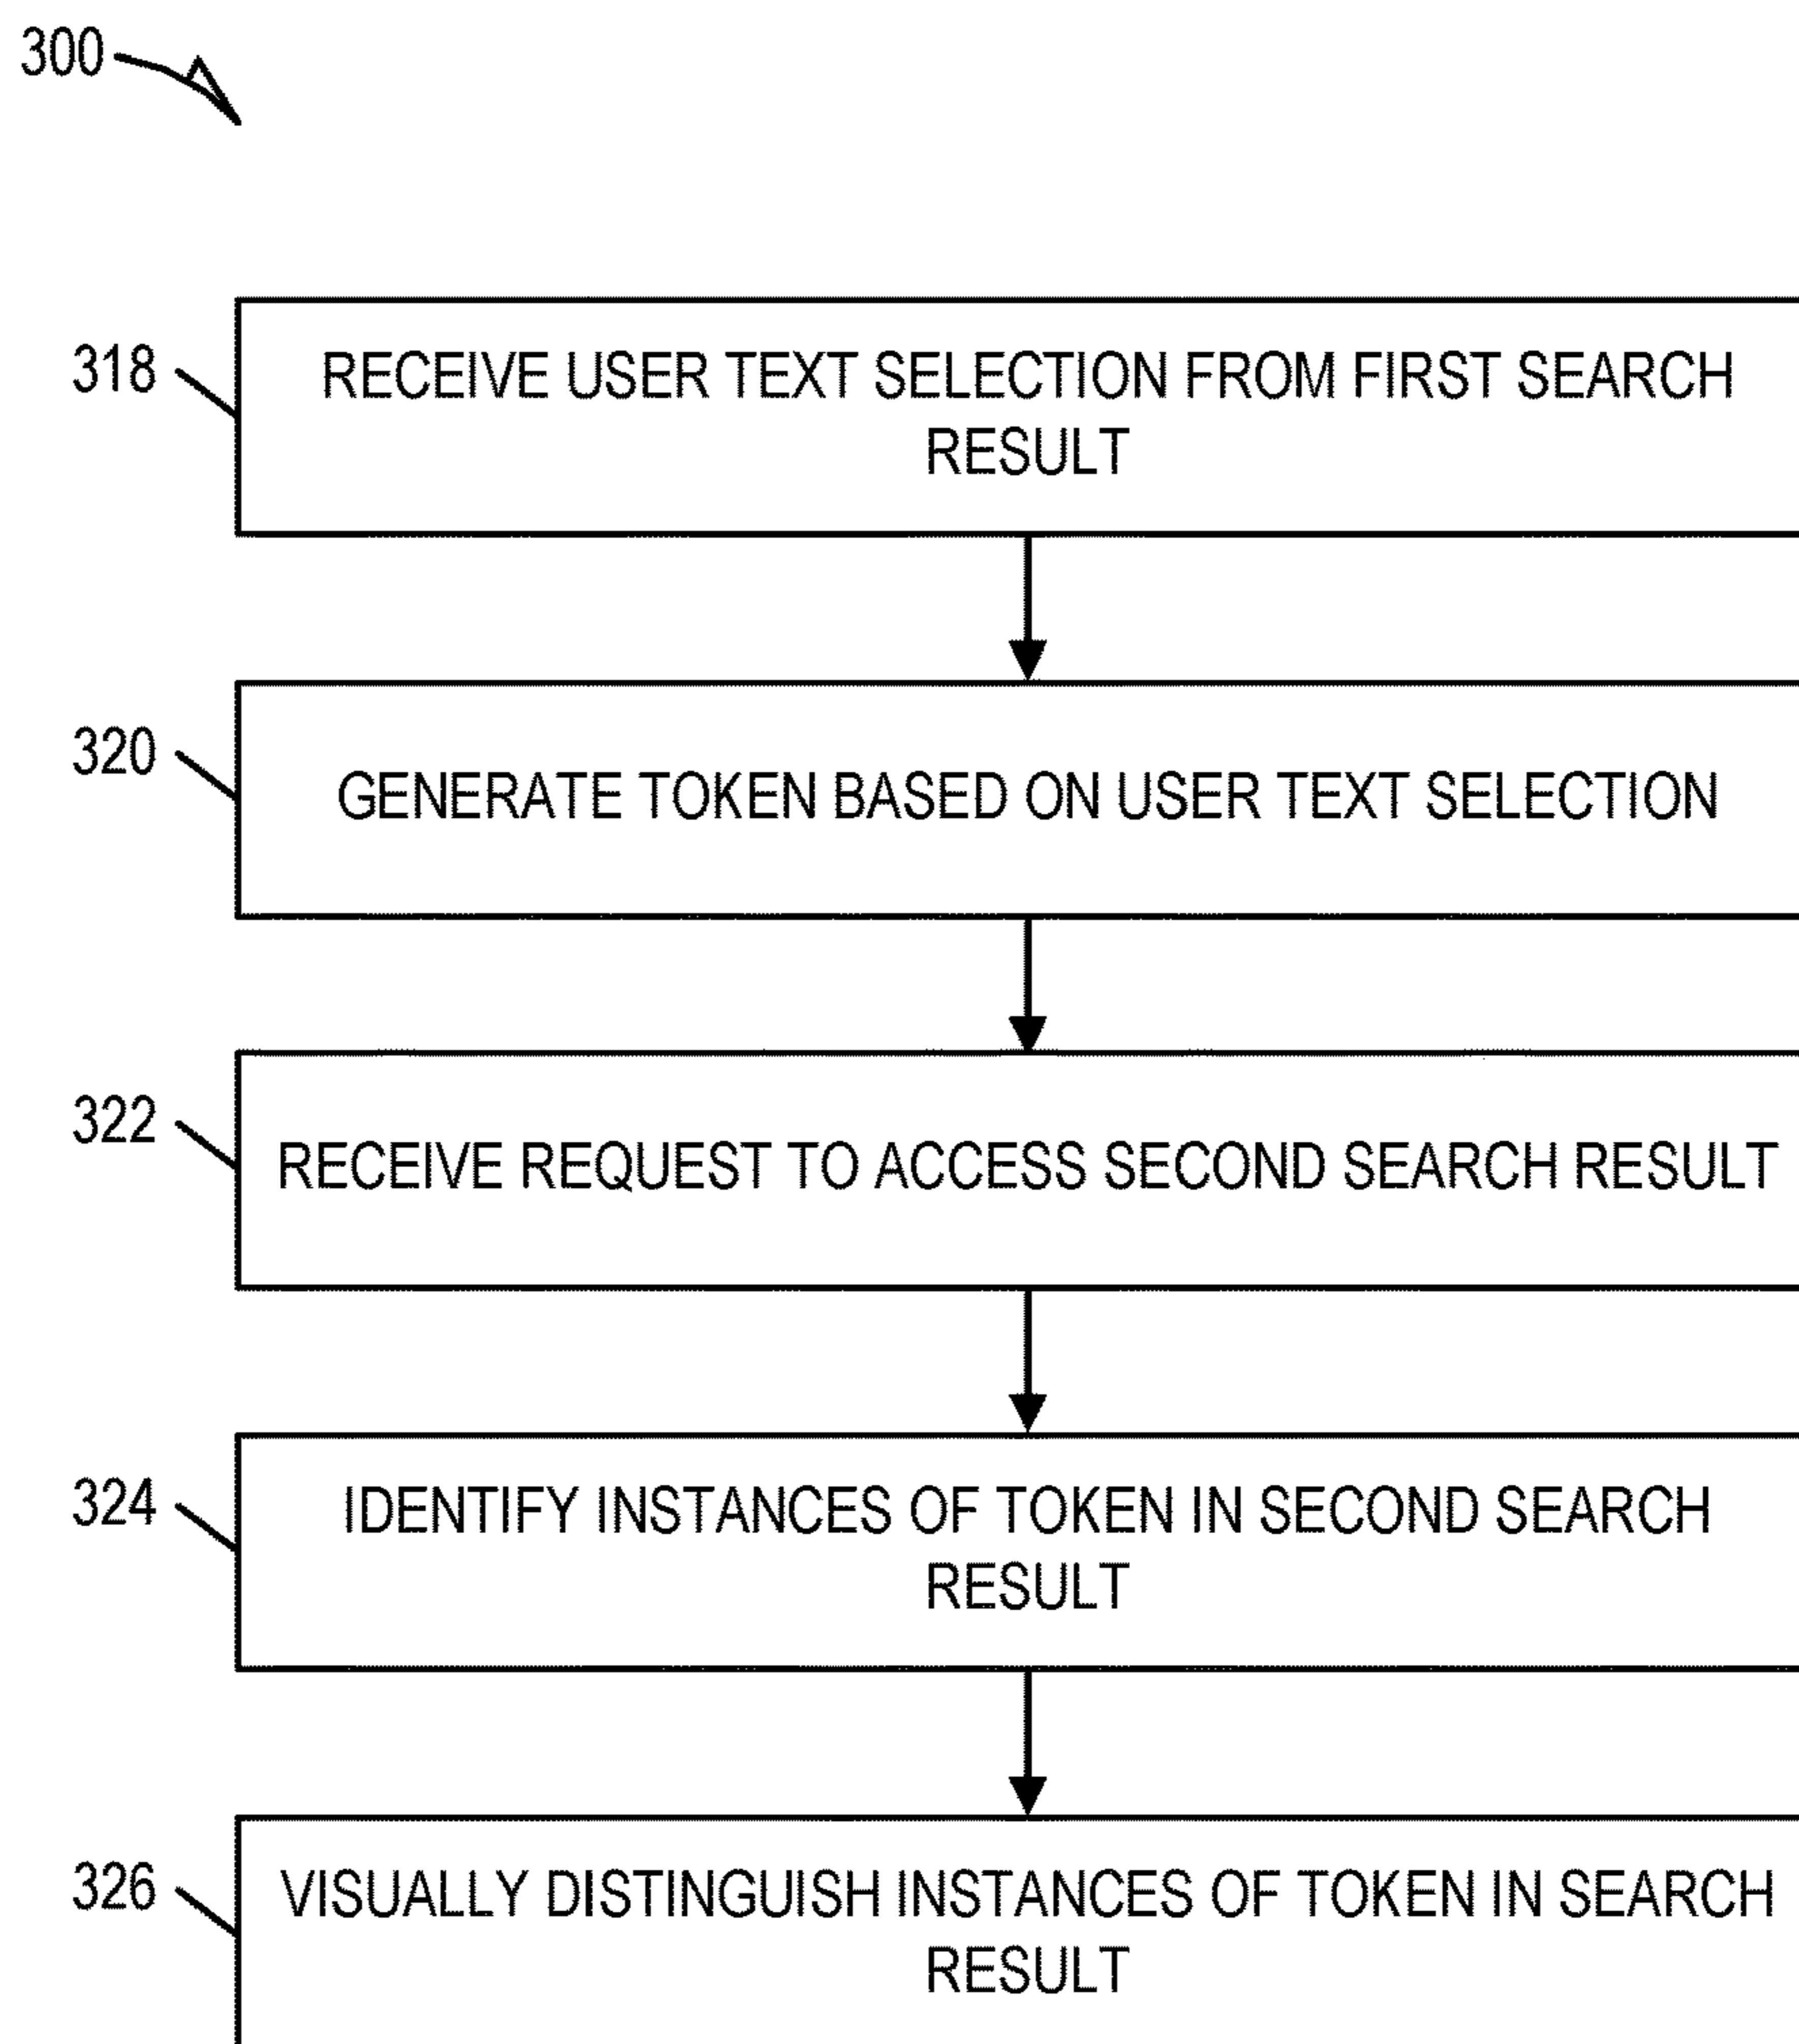 300
318
RECEIVE USER TEXT SELECTION FROM FIRST SEARCH
RESULT
320
GENERATE TOKEN BASED ON USER TEXT SELECTION
322
RECEIVE REQUEST TO ACCESS SECOND SEARCH RESULT
324
IDENTIFY INSTANCES OF TOKEN IN SECOND SEARCH
RESULT
326
VISUALLY DISTINGUISH INSTANCES OF TOKEN IN SEARCH
RESULT